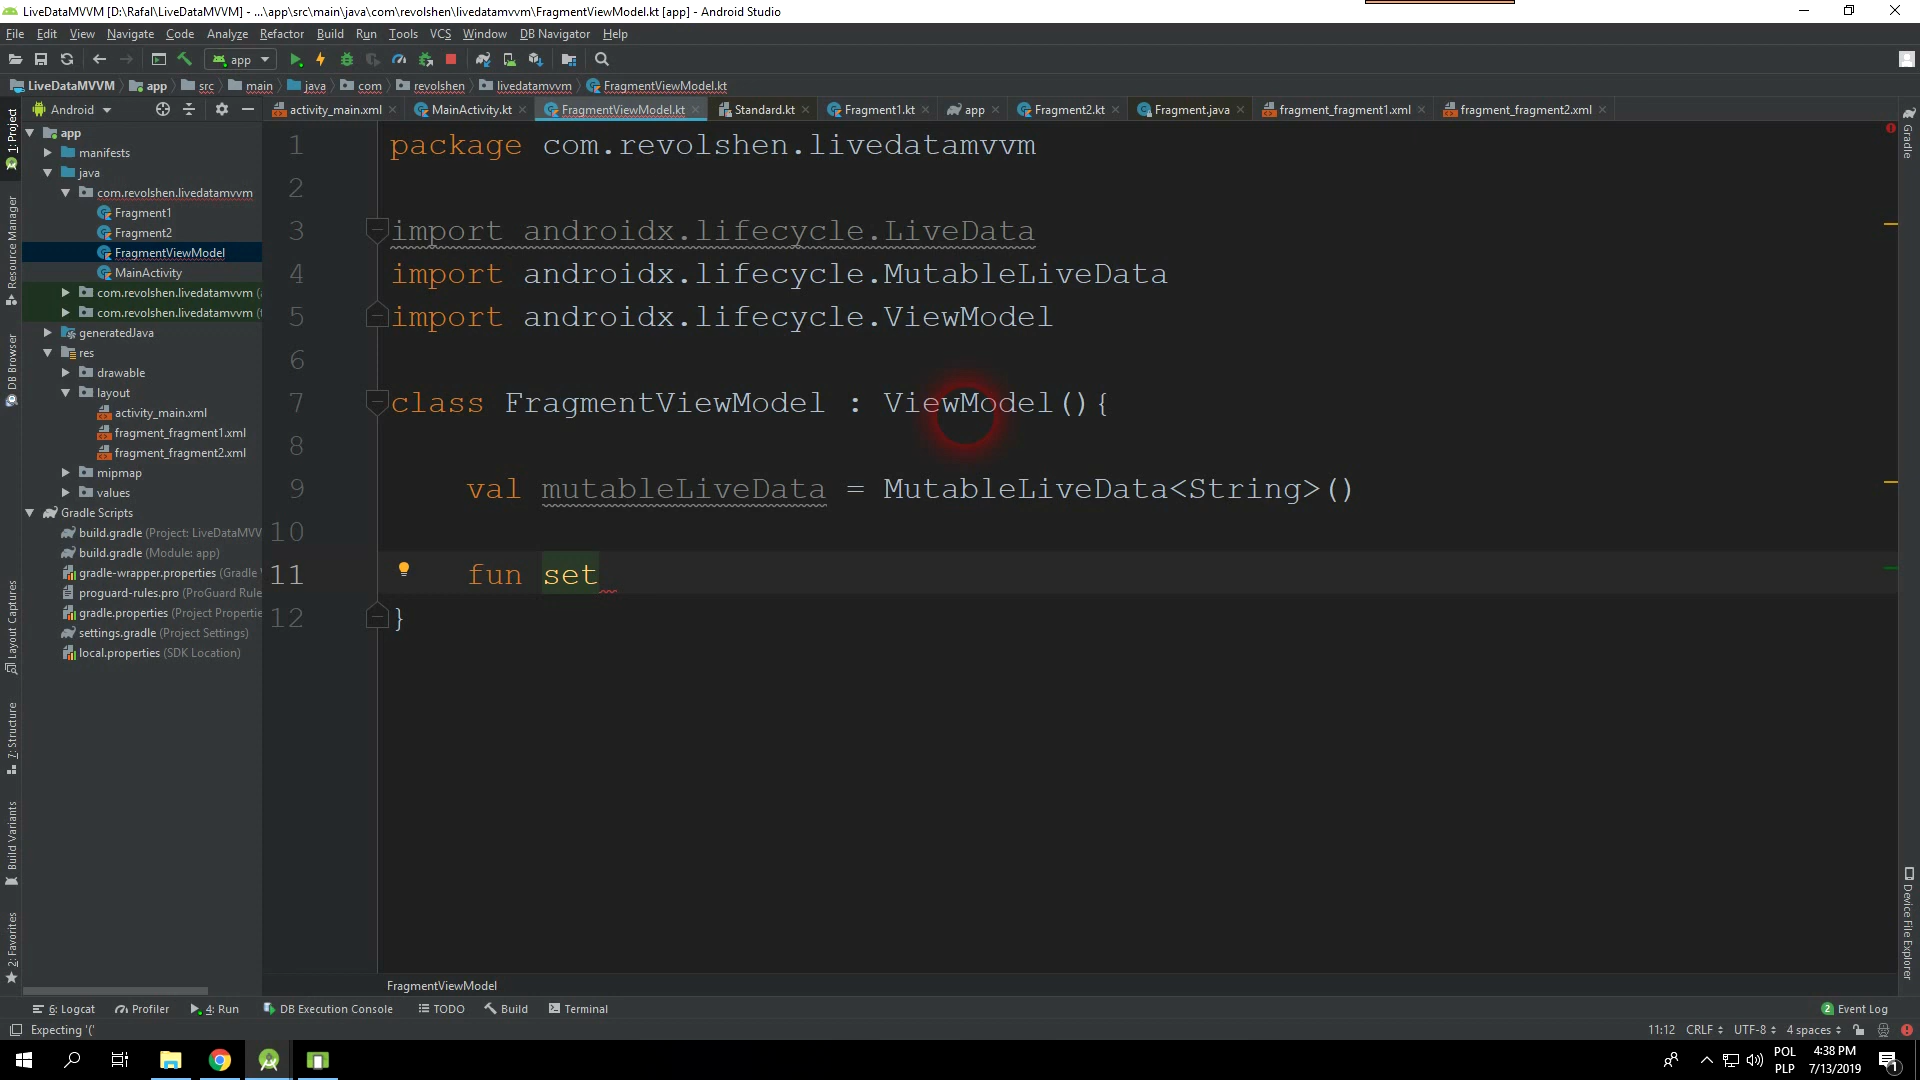 LiveDataMVVM [D:\Rafal\LiveDataMVVM] - ...\app\src\main\java\com\revolshen\livedatamvvm\FragmentViewModel.kt [app] - Android Studio
File Edit View Navigate Code Analyze Refactor Build Run Tools VCS Window DB Navigator Help
app
LiveDataMVVM app src main java com revolshen livedatamvvm FragmentViewModel.kt
Android
activity_main.xml MainActivity.kt FragmentViewModel.kt Standard.kt Fragment1.kt app Fragment2.kt Fragment.java fragment_fragment1.xml fragment_fragment2.xml
1: Project
Resource Manager
DB Browser
Layout Captures
7: Structure
Build Variants
2: Favorites
app
manifests
java
com.revolshen.livedatamvvm
Fragment1
Fragment2
FragmentViewModel
MainActivity
com.revolshen.livedatamvvm (
com.revolshen.livedatamvvm (
generatedJava
res
drawable
layout
activity_main.xml
fragment_fragment1.xml
fragment_fragment2.xml
mipmap
values
Gradle Scripts
build.gradle (Project: LiveDataMV
build.gradle (Module: app)
gradle-wrapper.properties (Gradle
proguard-rules.pro (ProGuard Rule
gradle.properties (Project Properti
settings.gradle (Project Settings)
local.properties (SDK Location)
1 package com.revolshen.livedatamvvm
2
3 import androidx.lifecycle.LiveData
4 import androidx.lifecycle.MutableLiveData
5 import androidx.lifecycle.ViewModel
6
7 class FragmentViewModel : ViewModel(){
8
9 val mutableLiveData = MutableLiveData<String>()
10
11 fun set
12 }
Gradle
Device File Explorer
FragmentViewModel
6: Logcat Profiler 4: Run DB Execution Console TODO Build Terminal 2 Event Log
Expecting '(' 11:12 CRLF UTF-8 4 spaces
POL
PLP
4:38 PM
7/13/2019
1